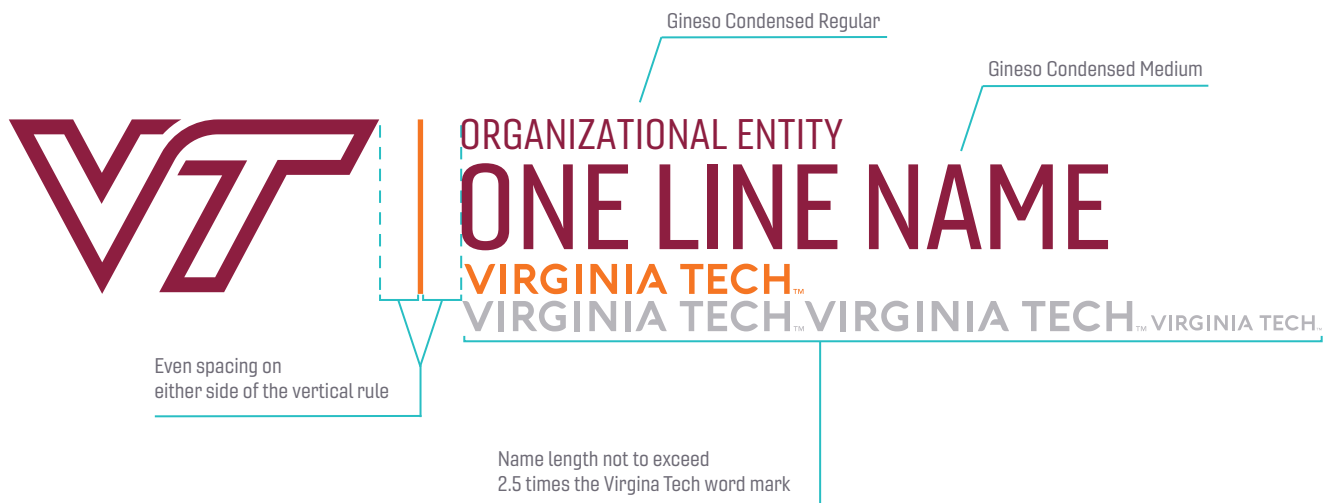 Gineso Condensed Regular
Gineso Condensed Medium
VT
ORGANIZATIONAL ENTITY
ONE LINE NAME
VIRGINIA TECH™
VIRGINIA TECH™ VIRGINIA TECH™ VIRGINIA TECH™
Even spacing on
either side of the vertical rule
Name length not to exceed
2.5 times the Virgina Tech word mark